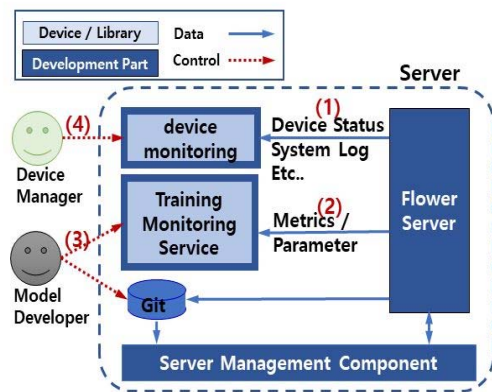 Device / Library
Data
Development Part
Control
Server
(4)
device
monitoring
(1)
Device Status
System Log
Etc..
Device
Manager
Training
Monitoring
Service
(2)
Metrics /
Parameter
Flower
Server
(3)
Model
Developer
Git
Server Management Component